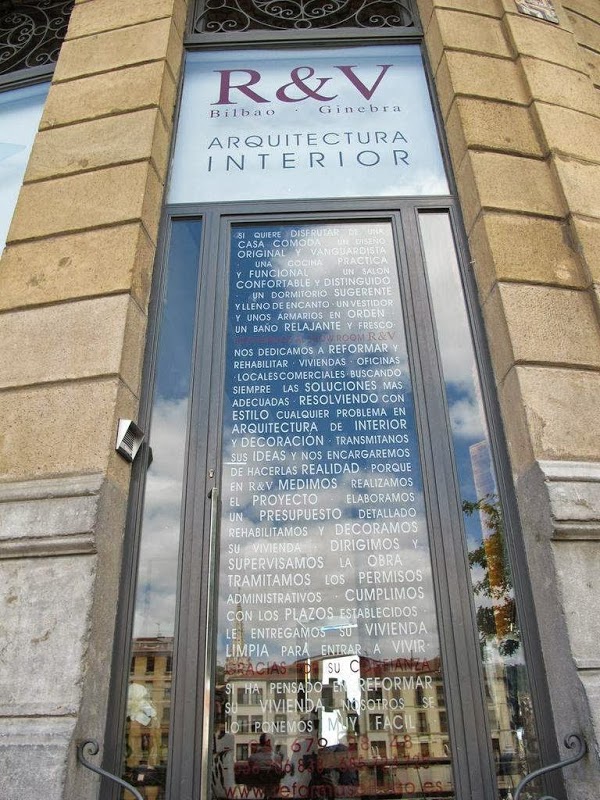 R&V
Bilbao · Ginebra
ARQUITECTURA
INTERIOR
SI QUIERE DISFRUTAR DE UNA
CASA COMODA · UN DISEÑO
ORIGINAL Y VANGUARDISTA
· UNA COCINA PRACTICA
Y FUNCIONAL · UN SALON
CONFORTABLE Y DISTINGUIDO
· UN DORMITORIO SUGERENTE
Y LLENO DE ENCANTO · UN VESTIDOR
Y UNOS ARMARIOS EN ORDEN ·
UN BAÑO RELAJANTE Y FRESCO ·
R&V
NOS DEDICAMOS A REFORMAR Y
REHABILITAR · VIVIENDAS · OFICINAS
· LOCALES COMERCIALES · BUSCANDO
SIEMPRE LAS SOLUCIONES MAS
ADECUADAS · RESOLVIENDO CON
ESTILO CUALQUIER PROBLEMA EN
ARQUITECTURA DE INTERIOR
Y DECORACIÓN · TRANSMITANOS
SUS IDEAS Y NOS ENCARGAREMOS
DE HACERLAS REALIDAD · PORQUE
EN R&V MEDIMOS · REALIZAMOS
EL PROYECTO · ELABORAMOS
UN PRESUPUESTO DETALLADO
REHABILITAMOS Y DECORAMOS
SU VIVIENDA · DIRIGIMOS Y
SUPERVISAMOS LA OBRA ·
TRAMITAMOS LOS PERMISOS
ADMINISTRATIVOS · CUMPLIMOS
CON LOS PLAZOS ESTABLECIDOS ·
LE ENTREGAMOS SU VIVIENDA
LIMPIA PARA ENTRAR A VIVIR·
GRACIAS POR SU CONFIANZA
SI HA PENSADO EN REFORMAR
SU VIVIENDA NOSOTROS SE
LO PONEMOS MUY FACIL